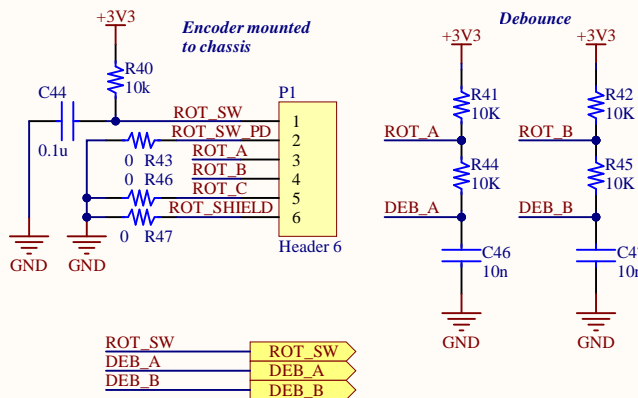 +3V3
Encoder mounted
to chassis
Debounce
+3V3
+3V3
R40
10k
C44
0.1u
P1
ROT_SW
1
ROT_SW_PD
2
0 R43
ROT_A
3
ROT_B
4
0 R46
ROT_C
5
ROT_SHIELD
6
0 R47
Header 6
GND
GND
R41
10K
R42
10K
ROT_A
ROT_B
R44
10K
R45
10K
DEB_A
DEB_B
C46
10n
10n
GND
GND
ROT_SW
ROT_SW
DEB_A
DEB_A
DEB_B
DEB_B